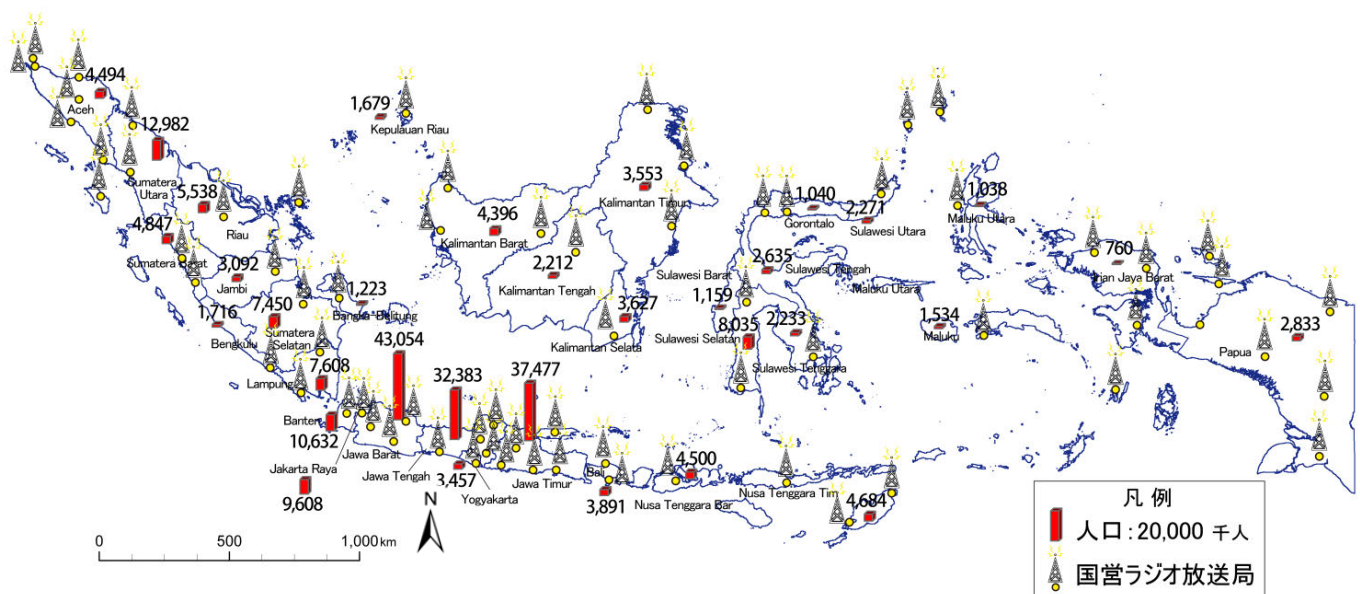 4,494
Aceh
12,982
Sumatera
Utara
1,679
Kepulauan Riau
5,538
Riau
4,847
Sumatera Barat
3,092
Jambi
1,716
Bengkulu
7,450
Sumatera
Selatan
1,223
Bangka-Belitung
7,608
Lampung
43,054
Jawa Barat
Banten
10,632
Jakarta Raya
9,608
32,383
Jawa Tengah
3,457
Yogyakarta
37,477
Jawa Timur
Bali
3,891
4,500
Nusa Tenggara Bar
Nusa Tenggara Tim
4,684
4,396
Kalimantan Barat
2,212
Kalimantan Tengah
3,553
Kalimantan Timur
3,627
Kalimantan Selata
1,040
Gorontalo
2,271
Sulawesi Utara
2,635
Sulawesi Tengah
Sulawesi Barat
1,159
8,035
Sulawesi Selatan
2,233
Sulawesi Tenggara
1,038
Maluku Utara
Maluku Utara
1,534
Maluku
760
Irian Jaya Barat
2,833
Papua
N
0
500
1,000 km
凡例
人口:20,000 千人
国営ラジオ放送局